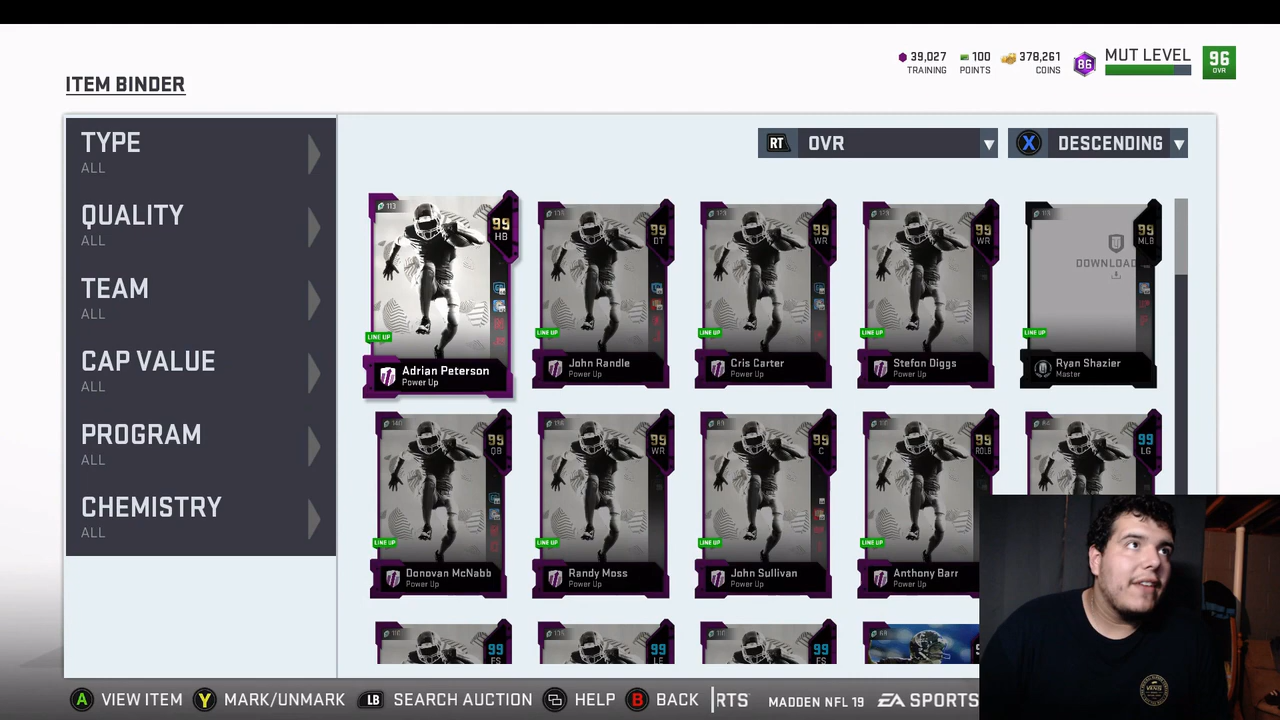 ITEM BINDER
39,027
TRAINING
100
POINTS
378,261
COINS
86
MUT LEVEL
96
OVR
TYPE
ALL
QUALITY
ALL
TEAM
ALL
CAP VALUE
ALL
PROGRAM
ALL
CHEMISTRY
ALL
RT OVR
X DESCENDING
113
99
HB
LINE UP
Adrian Peterson
Power Up
99
DT
LINE UP
John Randle
Power Up
99
WR
LINE UP
Cris Carter
Power Up
99
WR
LINE UP
Stefon Diggs
Power Up
99
MLB
DOWNLOAD
LINE UP
Ryan Shazier
Master
99
QB
LINE UP
Donovan McNabb
Power Up
99
WR
LINE UP
Randy Moss
Power Up
99
C
LINE UP
John Sullivan
Power Up
99
ROLB
LINE UP
Anthony Barr
Power Up
99
LG
99
FS
99
LE
99
FS
A VIEW ITEM Y MARK/UNMARK LB SEARCH AUCTION HELP B BACK RTS MADDEN NFL 19 EA SPORTS
VANS